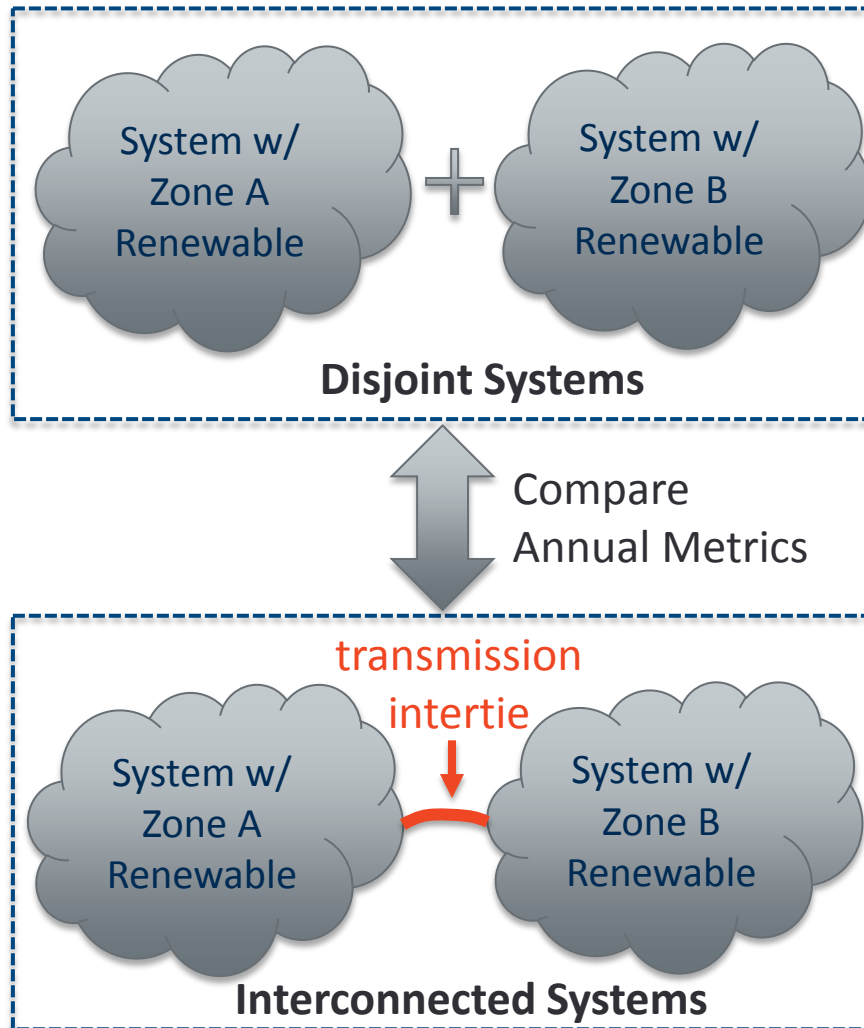 System w/
Zone A
Renewable
+
System w/
Zone B
Renewable
Disjoint Systems
Compare
Annual Metrics
transmission
intertie
System w/
Zone A
Renewable
System w/
Zone B
Renewable
Interconnected Systems